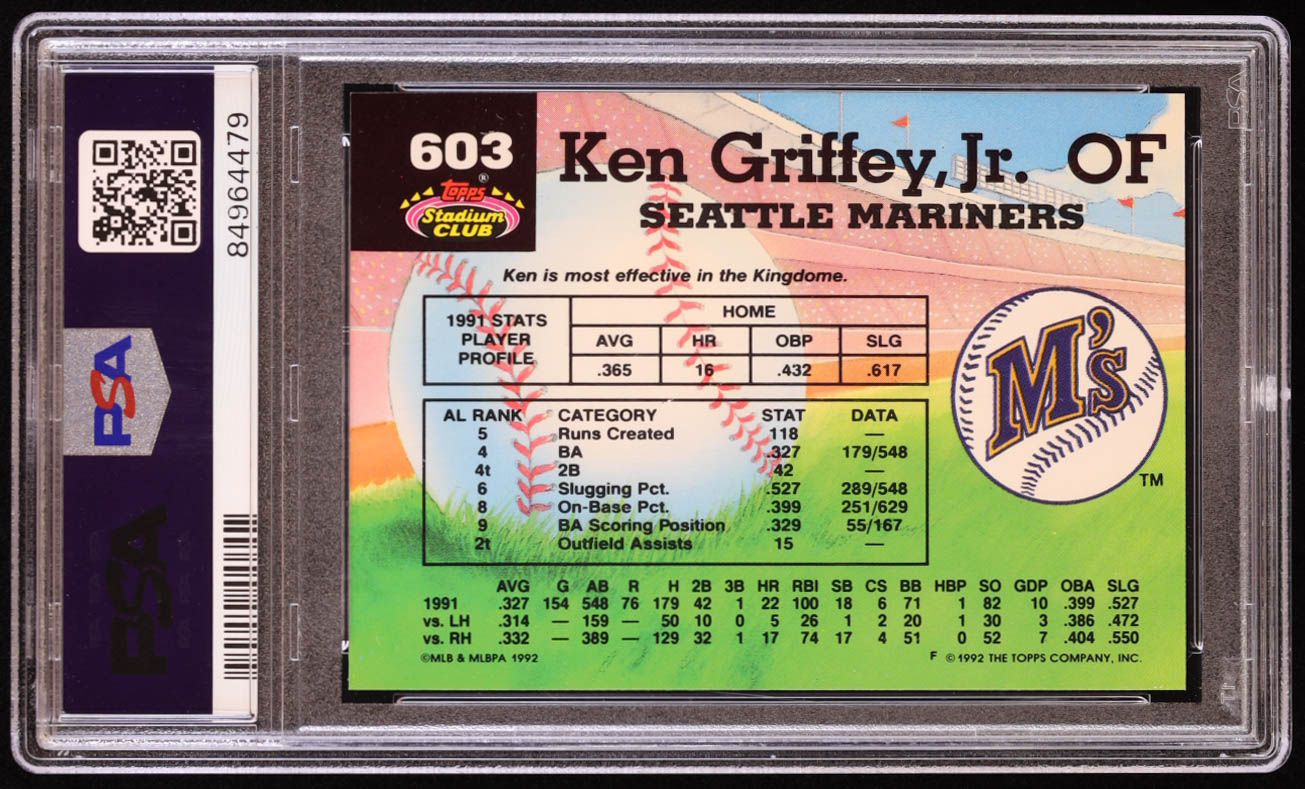 84964479
PSA
PSA
PSA
603
Topps ®
Stadium
CLUB
Ken Griffey, Jr. OF
SEATTLE MARINERS
Ken is most effective in the Kingdome.
1991 STATS PLAYER PROFILE
HOME
AVG HR OBP SLG
.365 16 .432 .617
AL RANK CATEGORY STAT DATA
5 Runs Created 118 —
4 BA .327 179/548
4t 2B 42 —
6 Slugging Pct. .527 289/548
8 On-Base Pct. .399 251/629
9 BA Scoring Position .329 55/167
2t Outfield Assists 15 —
M's
TM
AVG G AB R H 2B 3B HR RBI SB CS BB HBP SO GDP OBA SLG
1991 .327 154 548 76 179 42 1 22 100 18 6 71 1 82 10 .399 .527
vs. LH .314 — 159 — 50 10 0 5 26 1 2 20 1 30 3 .386 .472
vs. RH .332 — 389 — 129 32 1 17 74 17 4 51 0 52 7 .404 .550
©MLB & MLBPA 1992
F © 1992 THE TOPPS COMPANY, INC.